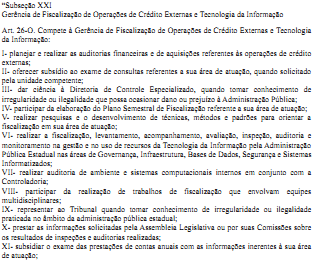 “Subseção XXI
Gerência de Fiscalização de Operações de Crédito Externas e Tecnologia da Informação
Art. 26-O. Compete à Gerência de Fiscalização de Operações de Crédito Externas e Tecnologia
da Informação:
I- planejar e realizar as auditorias financeiras e de aquisições referentes às operações de crédito
externas;
II- oferecer subsídio ao exame de consultas referentes a sua área de atuação, quando solicitado
pela unidade competente;
III- dar ciência à Diretoria de Controle Especializado, quando tomar conhecimento de
irregularidade ou ilegalidade que possa ocasionar dano ou prejuízo à Administração Pública;
IV- participar da elaboração do Plano Semestral de Fiscalização referente a sua área de atuação;
V- realizar pesquisas e o desenvolvimento de técnicas, métodos e padrões para orientar a
fiscalização em sua área de atuação;
VI- realizar a fiscalização, levantamento, acompanhamento, avaliação, inspeção, auditoria e
monitoramento na gestão e no uso de recursos da Tecnologia da Informação pela Administração
Pública Estadual nas áreas de Governança, Infraestrutura, Bases de Dados, Segurança e Sistemas
Informatizados;
VII- realizar auditoria de ambiente e sistemas computacionais internos em conjunto com a
Controladoria;
VIII- participar da realização de trabalhos de fiscalização que envolvam equipes
multidisciplinares;
IX- representar ao Tribunal quando tomar conhecimento de irregularidade ou ilegalidade
praticada no âmbito da administração pública estadual;
X- prestar as informações solicitadas pela Assembleia Legislativa ou por suas Comissões sobre
os resultados de inspeções e auditorias realizadas;
XI- subsidiar o exame das prestações de contas anuais com as informações inerentes à sua área
de atuação;